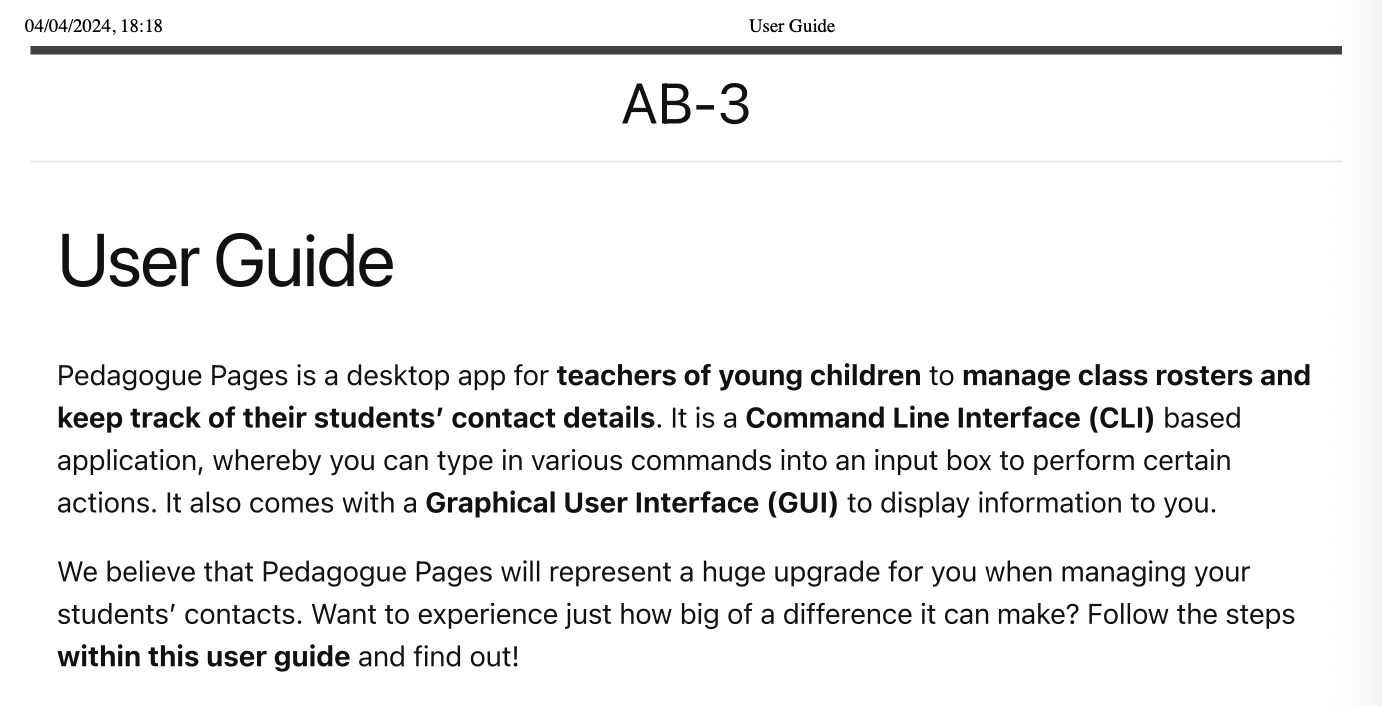 04/04/2024, 18:18
User Guide
AB-3
User Guide
Pedagogue Pages is a desktop app for teachers of young children to manage class rosters and
keep track of their students’ contact details. It is a Command Line Interface (CLI) based
application, whereby you can type in various commands into an input box to perform certain
actions. It also comes with a Graphical User Interface (GUI) to display information to you.
We believe that Pedagogue Pages will represent a huge upgrade for you when managing your
students’ contacts. Want to experience just how big of a difference it can make? Follow the steps
within this user guide and find out!